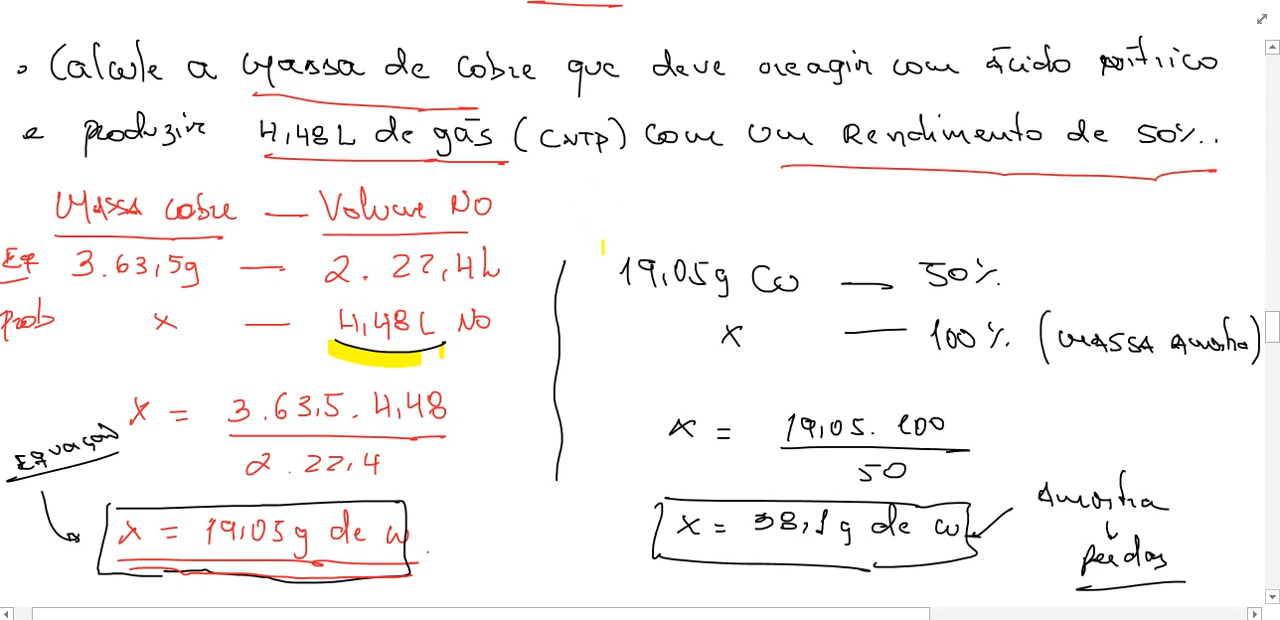 • Calcule a massa de cobre que deve reagir com ácido nítrico
e produzir 4,48L de gás (CNTP) com um Rendimento de 50%.
Massa cobre — Volume NO
Eq 3.63,5g — 2.22,4L
Prob x — 4,48L NO
x = 3.63,5.4,48
2.22,4
Equação
x = 19,05g de Cu.
19,05g Cu — 50%
x — 100% (massa amostra)
x = 19,05.100
50
x = 38,1g de Cu
Amostra
perdas